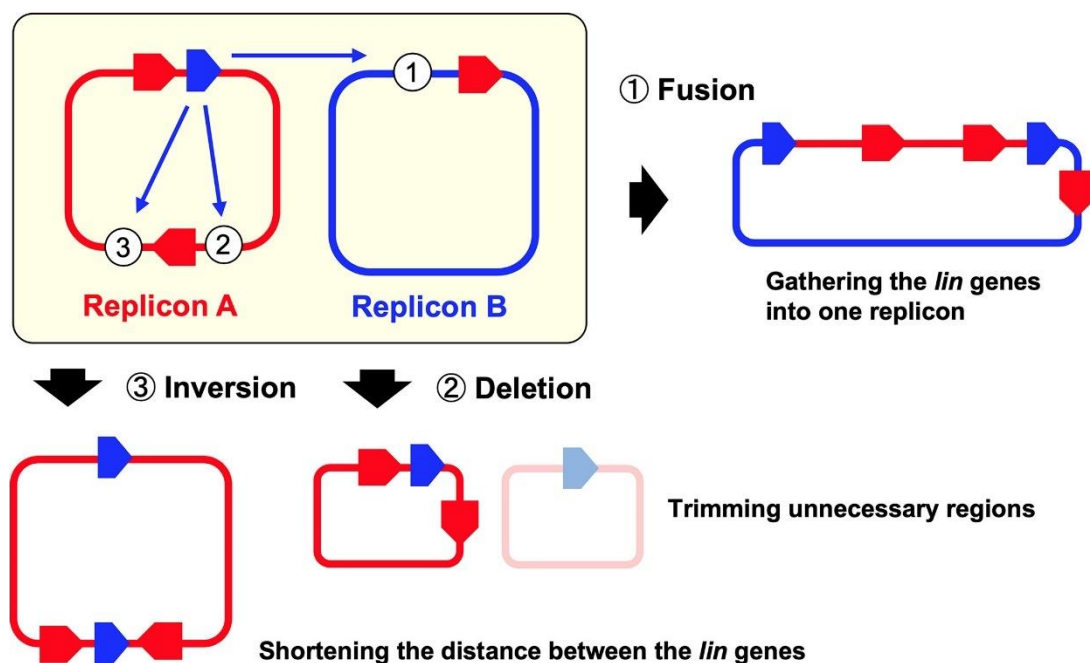 ①
③
②
Replicon A
Replicon B
① Fusion
Gathering the lin genes
into one replicon
③ Inversion
② Deletion
Trimming unnecessary regions
Shortening the distance between the lin genes